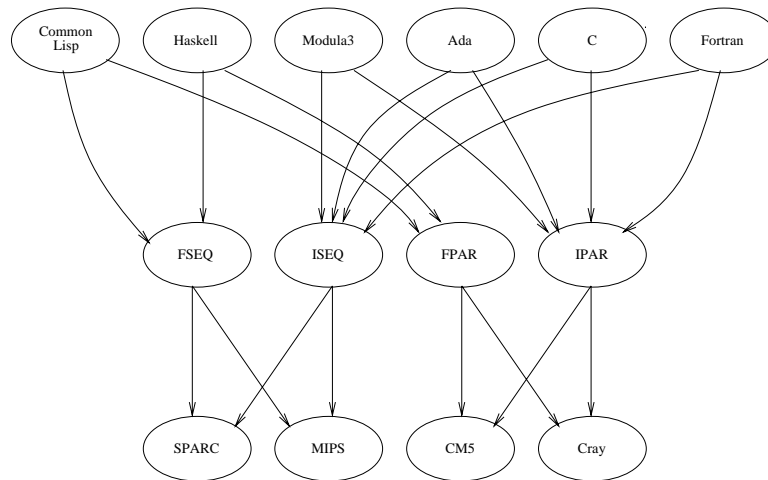 Common
Lisp
Haskell
Modula3
Ada
C
Fortran
FSEQ
ISEQ
FPAR
IPAR
SPARC
MIPS
CM5
Cray